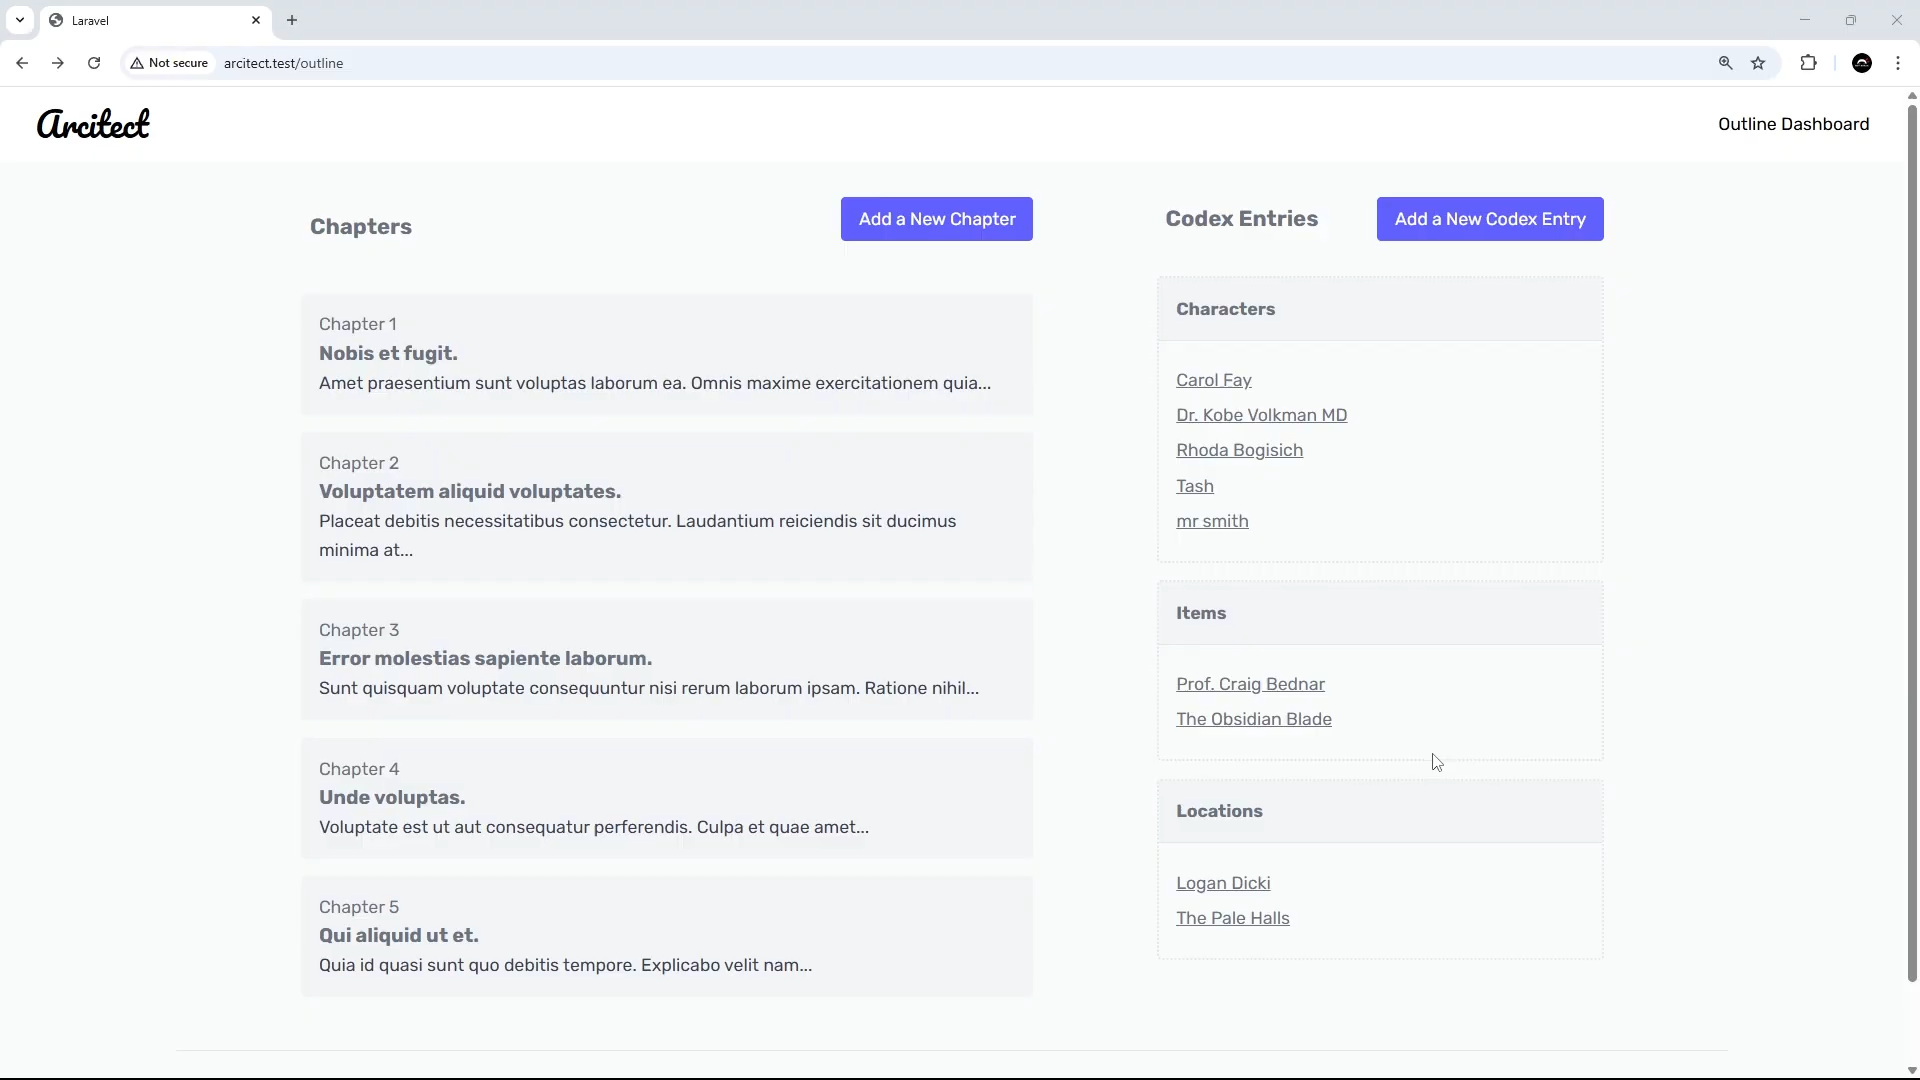 Laravel
Not secure
arcitect.test/outline
Arcitect
Outline Dashboard
Chapters
Add a New Chapter
Chapter 1
Nobis et fugit.
Amet praesentium sunt voluptas laborum ea. Omnis maxime exercitationem quia...
Chapter 2
Voluptatem aliquid voluptates.
Placeat debitis necessitatibus consectetur. Laudantium reiciendis sit ducimus
minima at...
Chapter 3
Error molestias sapiente laborum.
Sunt quisquam voluptate consequuntur nisi rerum laborum ipsam. Ratione nihil...
Chapter 4
Unde voluptas.
Voluptate est ut aut consequatur perferendis. Culpa et quae amet...
Chapter 5
Qui aliquid ut et.
Quia id quasi sunt quo debitis tempore. Explicabo velit nam...
Codex Entries
Add a New Codex Entry
Characters
Carol Fay
Dr. Kobe Volkman MD
Rhoda Bogisich
Tash
mr smith
Items
Prof. Craig Bednar
The Obsidian Blade
Locations
Logan Dicki
The Pale Halls